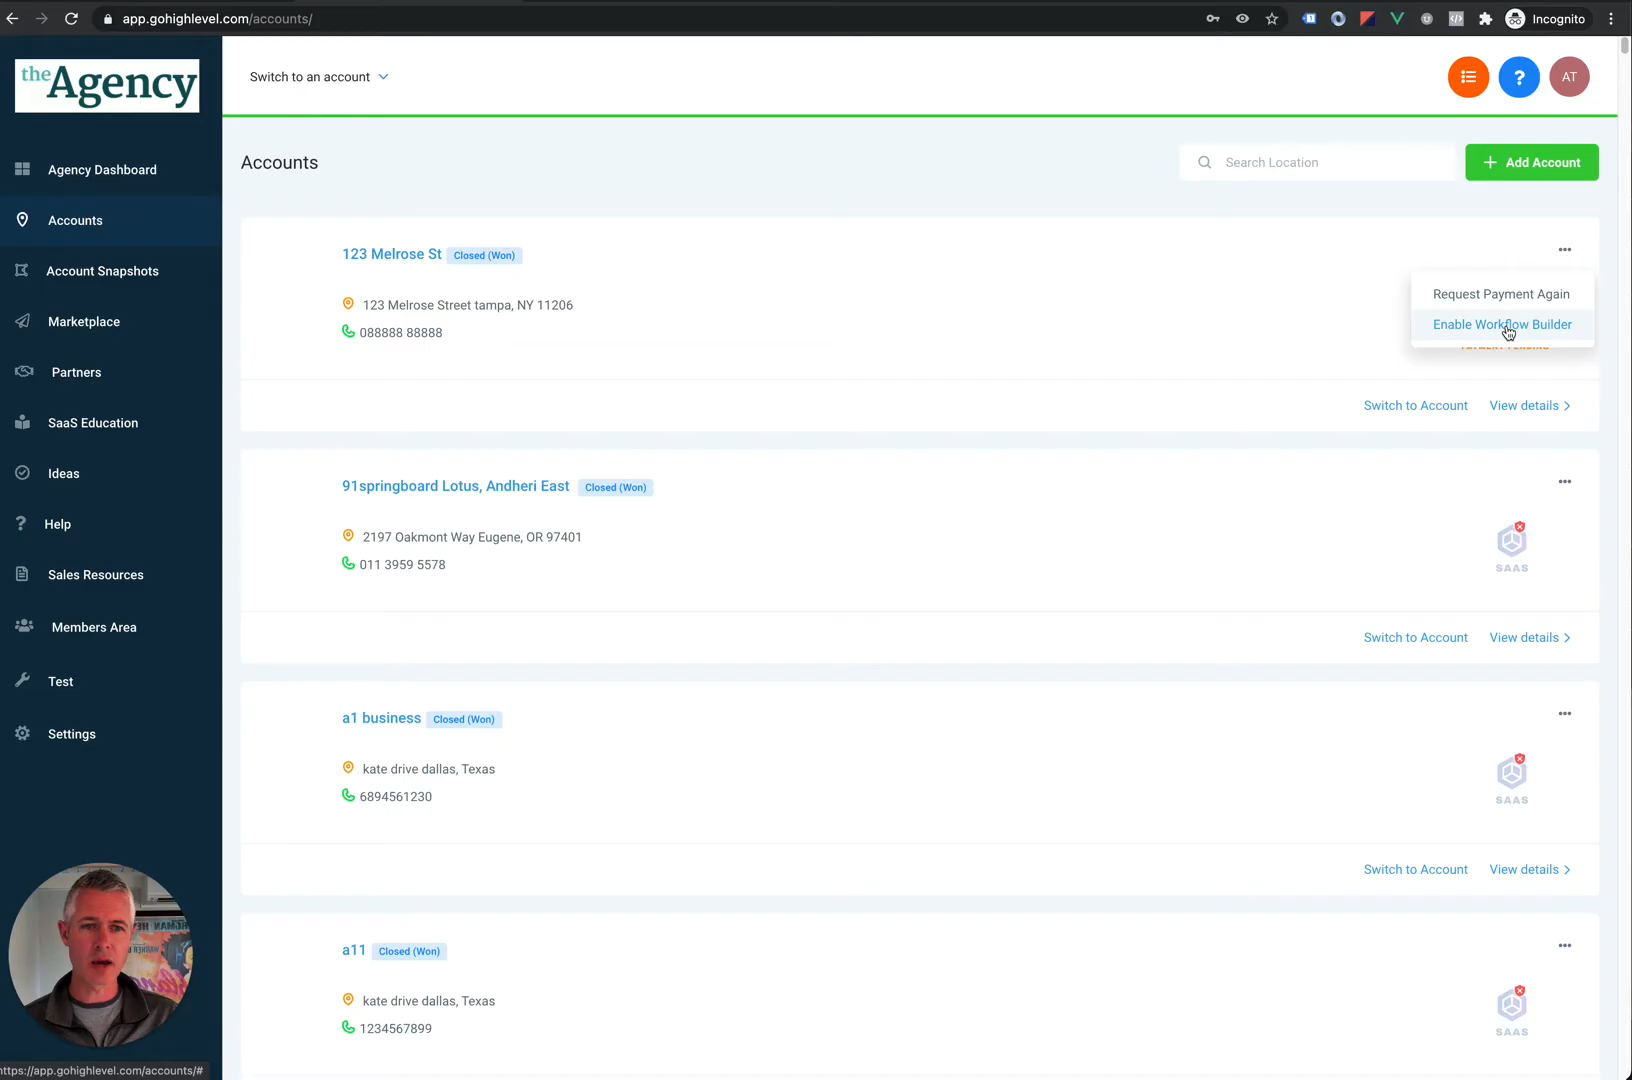 app.gohighlevel.com/accounts/
Incognito
the Agency
Switch to an account
?
AT
Agency Dashboard
Accounts
Account Snapshots
Marketplace
Partners
SaaS Education
Ideas
Help
Sales Resources
Members Area
Test
Settings
Accounts
Search Location
+ Add Account
123 Melrose St Closed (Won)
123 Melrose Street tampa, NY 11206
088888 88888
Request Payment Again
Enable Workflow Builder
Switch to Account View details >
91springboard Lotus, Andheri East Closed (Won)
2197 Oakmont Way Eugene, OR 97401
011 3959 5578
SAAS
Switch to Account View details >
a1 business Closed (Won)
kate drive dallas, Texas
6894561230
SAAS
Switch to Account View details >
a11 Closed (Won)
kate drive dallas, Texas
1234567899
SAAS
https://app.gohighlevel.com/accounts/#